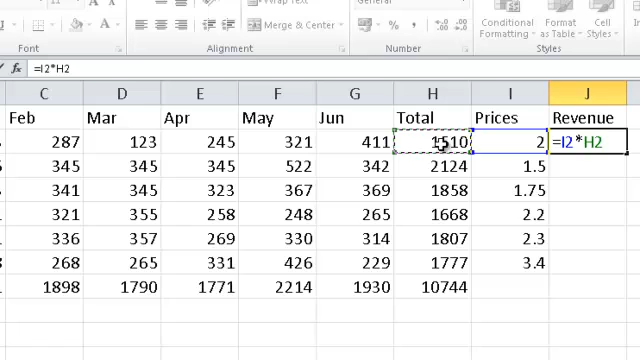 Wrap Text
General
Merge & Center
$ % ,
Conditional Formatting
Format as Table
Cell Styles
Font
Alignment
Number
Styles
fx =I2*H2
C D E F G H I J
Feb Mar Apr May Jun Total Prices Revenue
287 123 245 321 411 1510 2 =I2*H2
345 345 345 522 342 2124 1.5
341 345 323 367 369 1858 1.75
321 355 258 248 265 1668 2.2
336 357 269 330 314 1807 2.3
268 265 331 426 229 1777 3.4
1898 1790 1771 2214 1930 10744